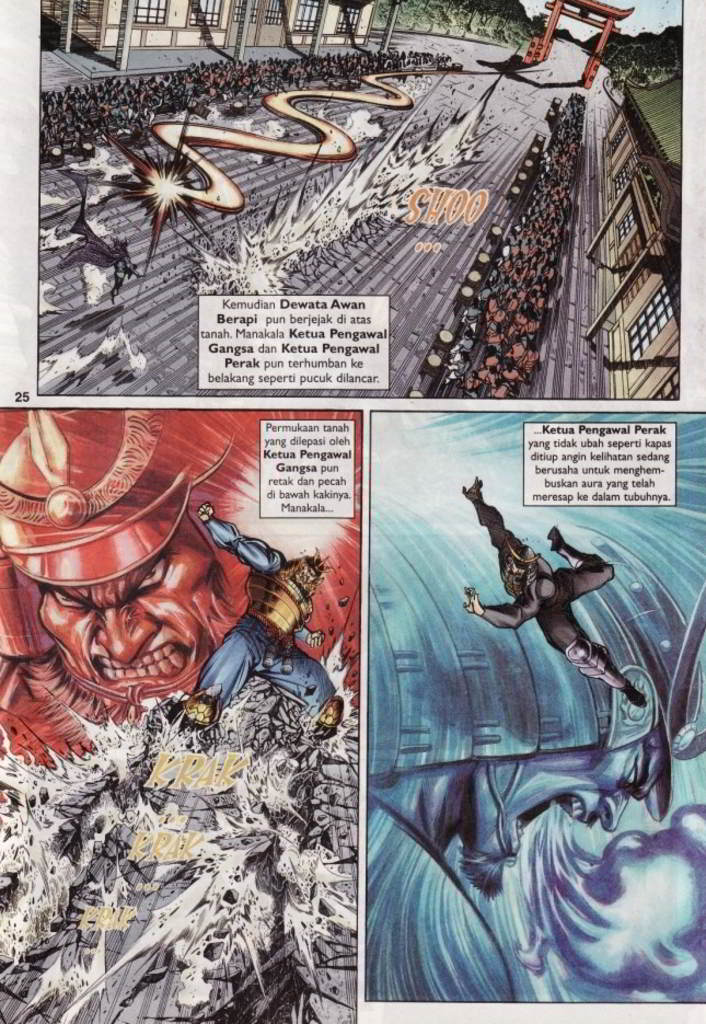 SHOO
...
Kemudian Dewata Awan
Berapi pun berjejak di atas
tanah. Manakala Ketua Pengawal
Gangsa dan Ketua Pengawal
Perak pun terhumban ke
belakang seperti pucuk dilancar.
25
Permukaan tanah
yang dilepasi oleh
Ketua Pengawal
Gangsa pun
retak dan pecah
di bawah kakinya.
Manakala...
...Ketua Pengawal Perak
yang tidak ubah seperti kapas
ditiup angin kelihatan sedang
berusaha untuk menghem-
buskan aura yang telah
meresap ke dalam tubuhnya.
KRAK
...
KRAK
...
KRAK